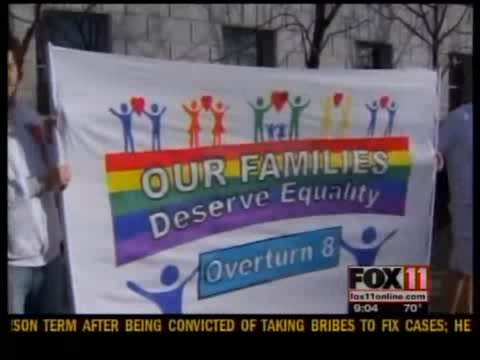 OUR FAMILIES
Deserve Equality
Overturn 8
FOX 11
fox11online.com
9:04 70°
SON TERM AFTER BEING CONVICTED OF TAKING BRIBES TO FIX CASES; HE